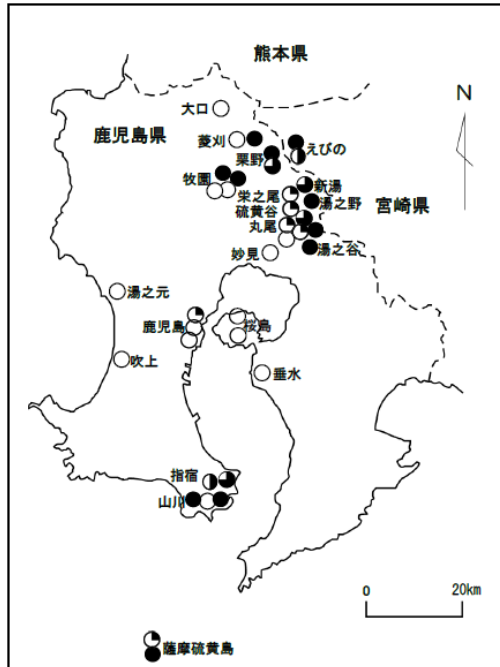 熊本県
N
大口
鹿児島県
菱刈
えびの
栗野
牧園
新湯
栄之尾
湯之野
硫黄谷
宮崎県
丸尾
湯之谷
妙見
湯之元
鹿児島
桜島
吹上
垂水
指宿
山川
0
20km
薩摩硫黄島